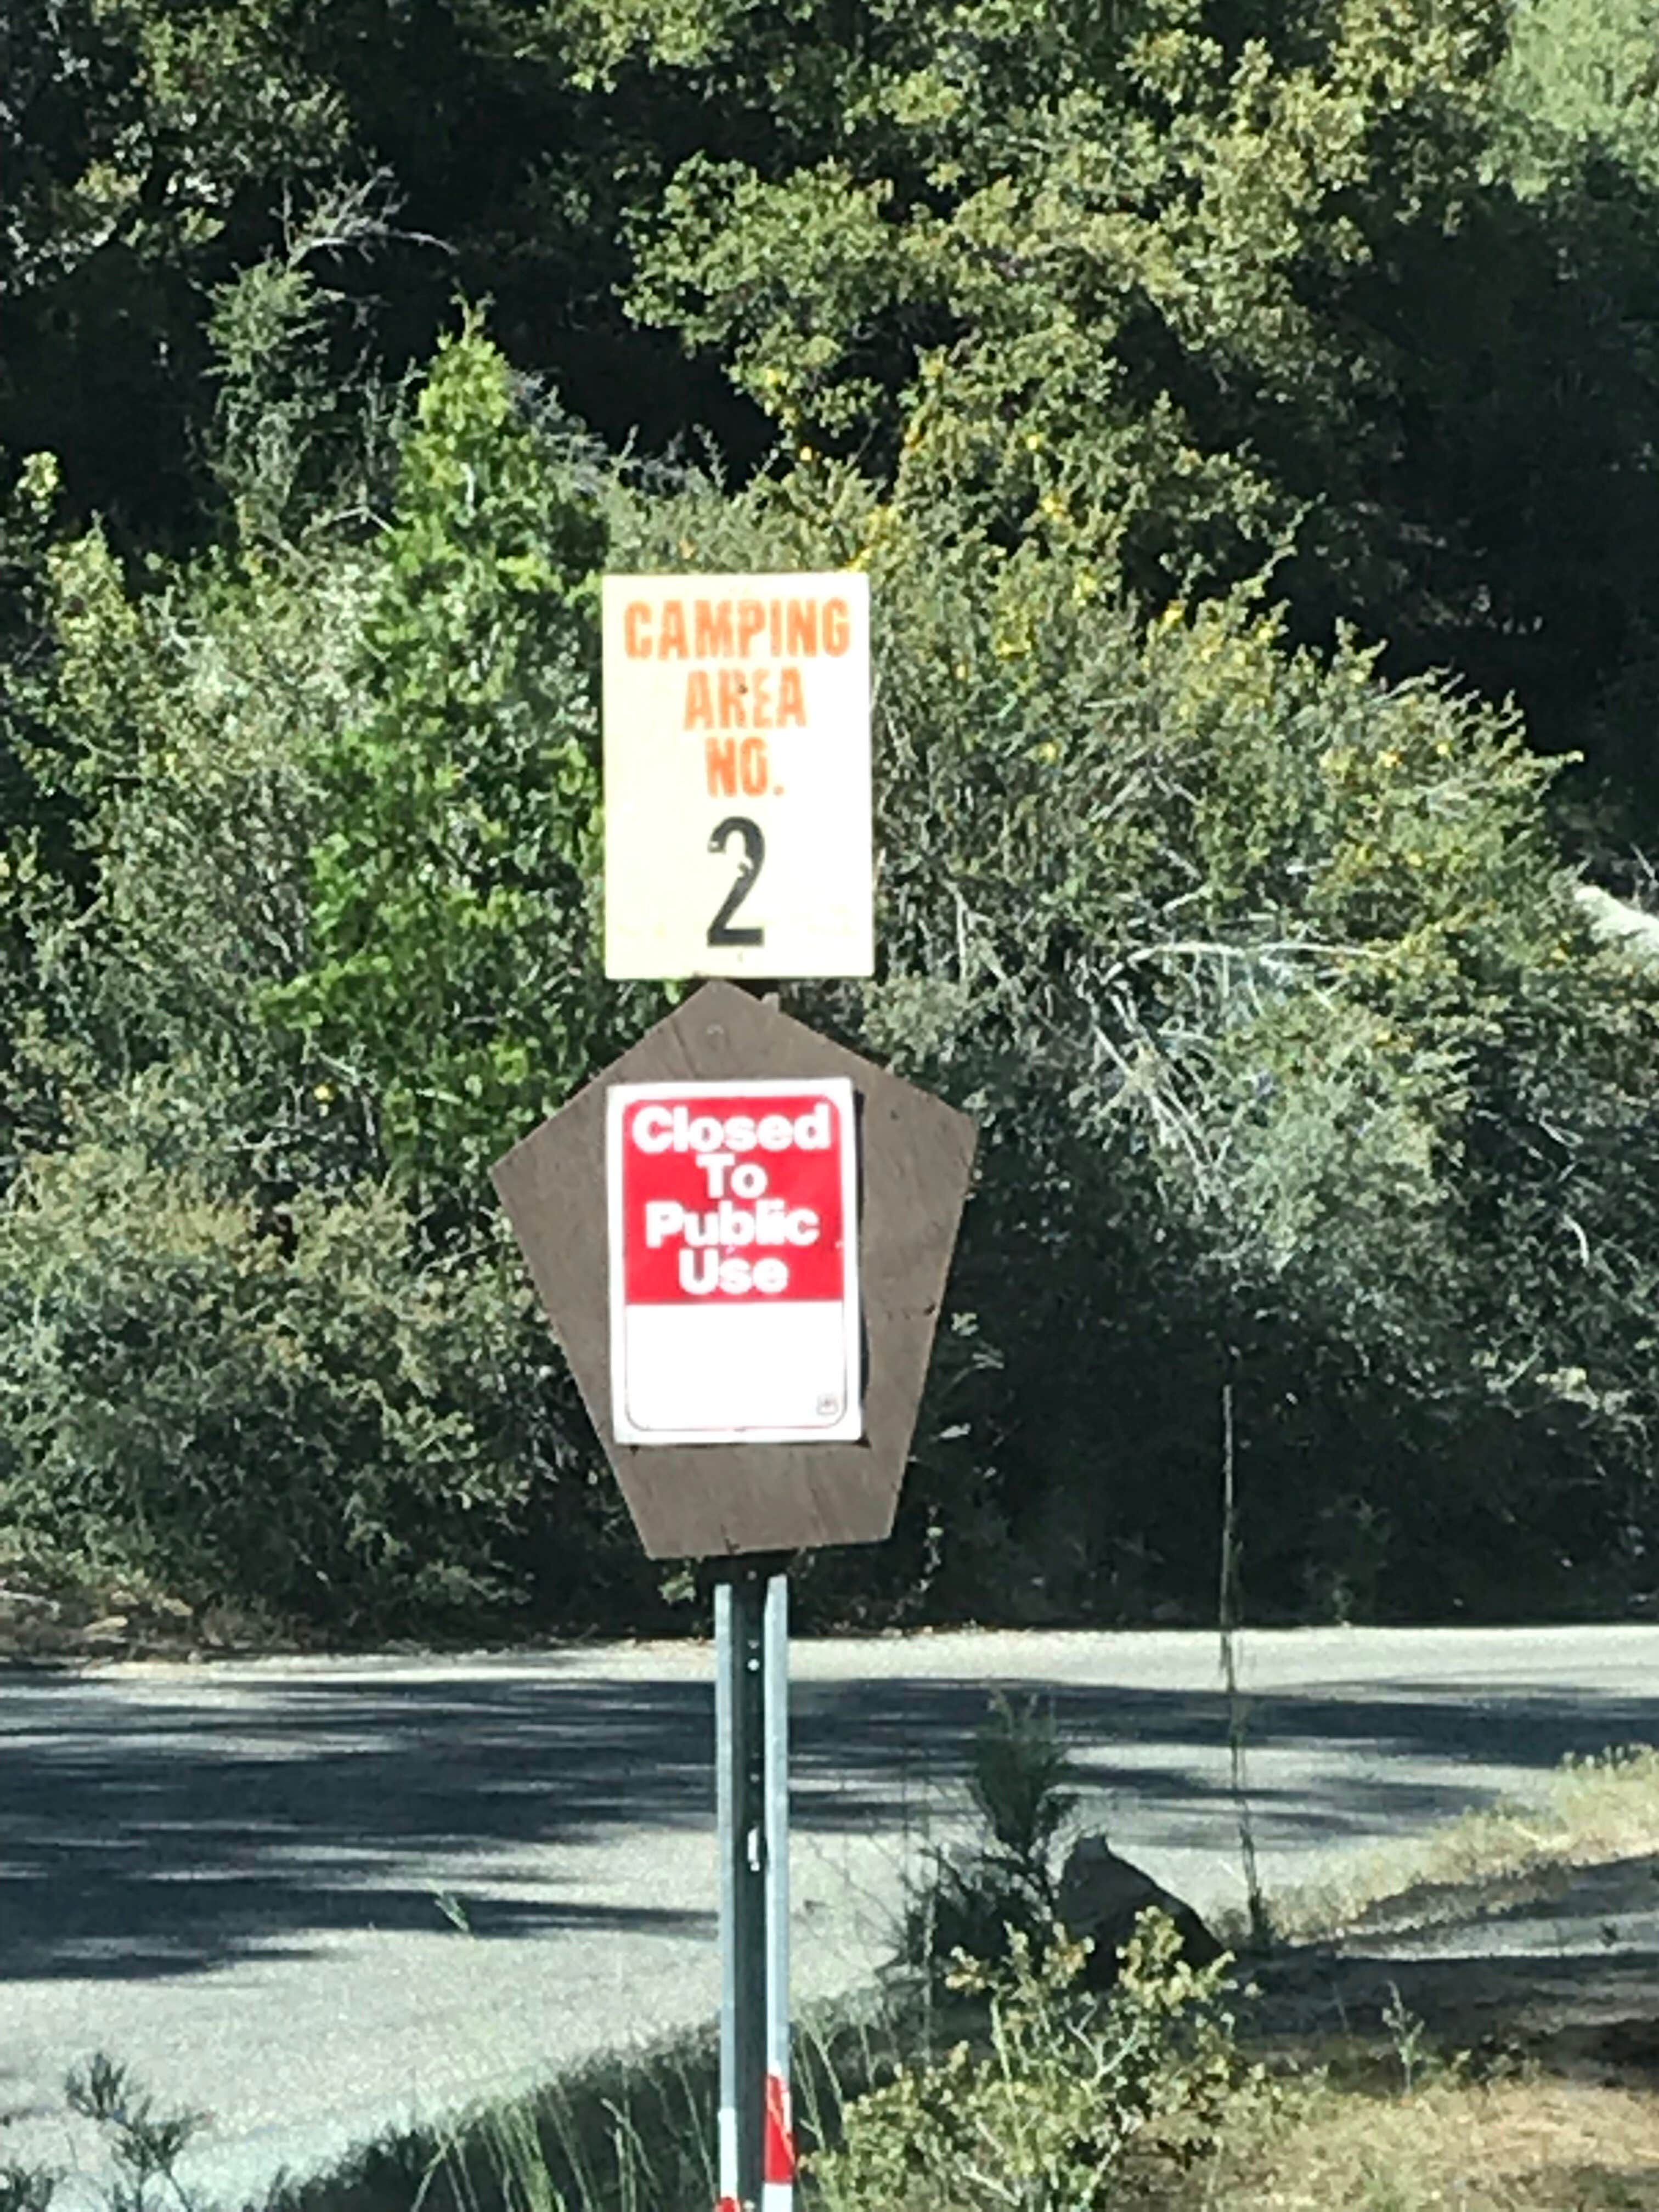 CAMPING
AREA
NO.
2
Closed
To
Public
Use